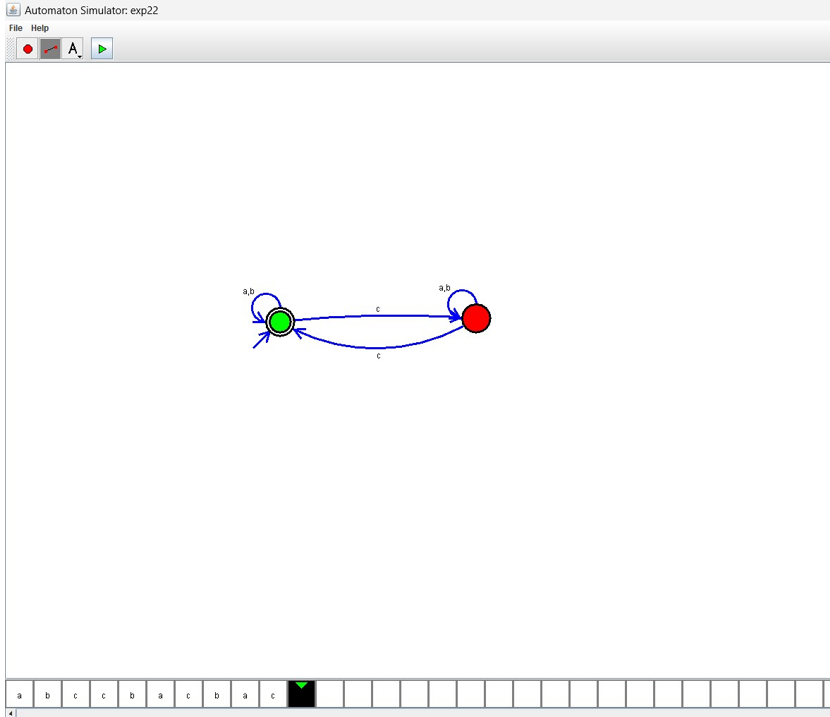 Automaton Simulator: exp22
File Help
A
a,b
a,b
c
c
a b c c b a c b a c